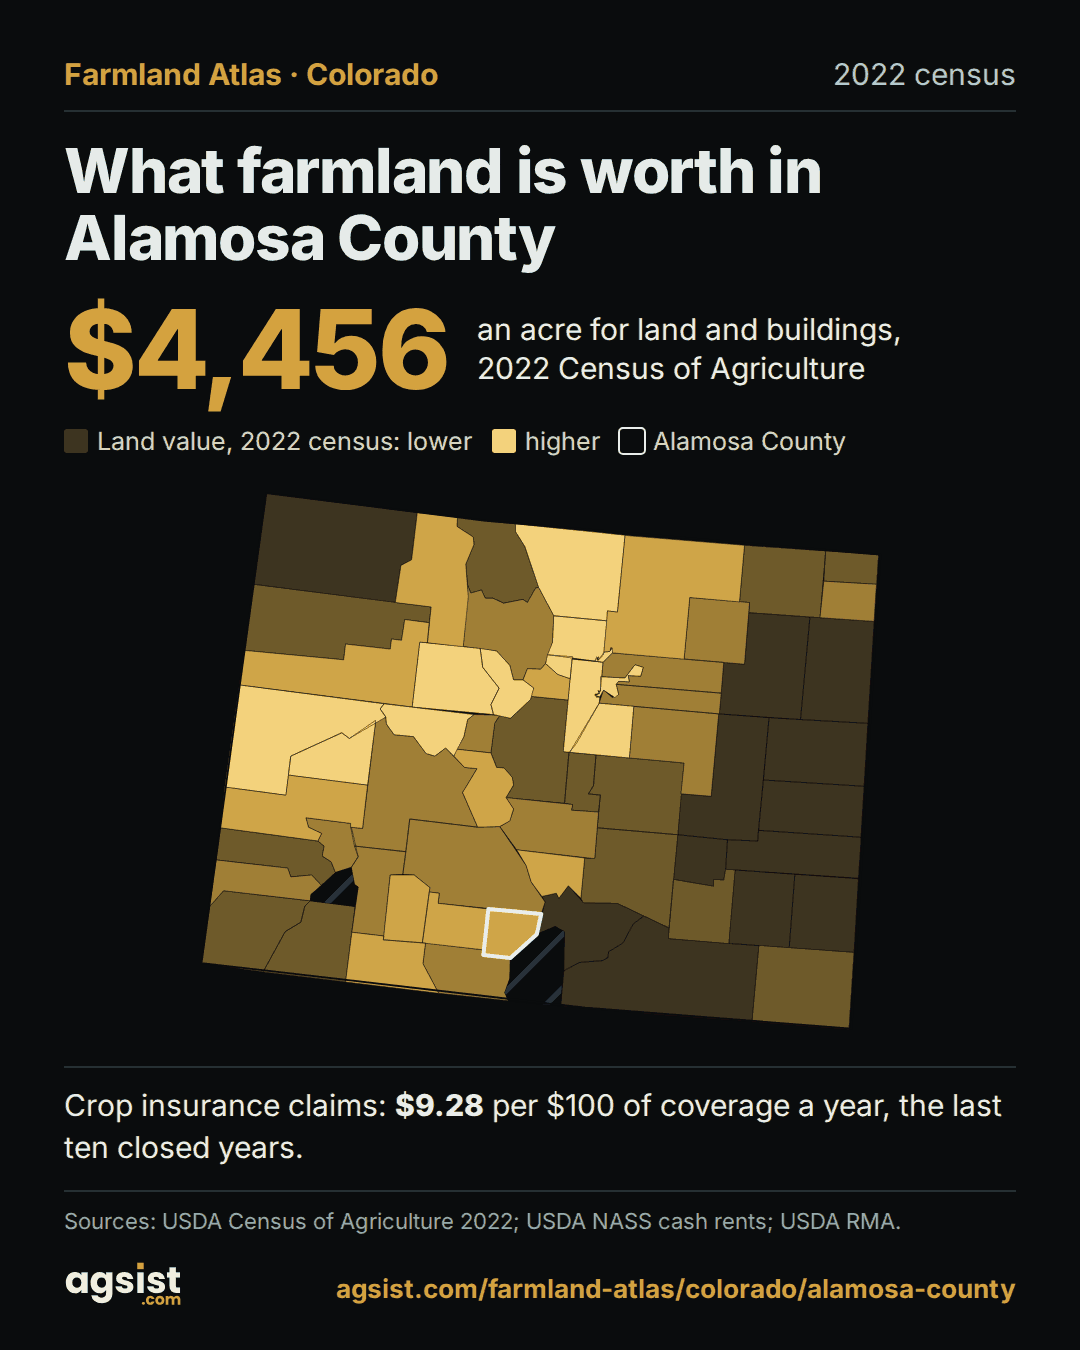 Farmland Atlas · Colorado
2022 census
What farmland is worth in
Alamosa County
$4,456
an acre for land and buildings,
2022 Census of Agriculture
Land value, 2022 census: lower
higher
Alamosa County
Crop insurance claims: $9.28 per $100 of coverage a year, the last
ten closed years.
Sources: USDA Census of Agriculture 2022; USDA NASS cash rents; USDA RMA.
agsist
.com
agsist.com/farmland-atlas/colorado/alamosa-county